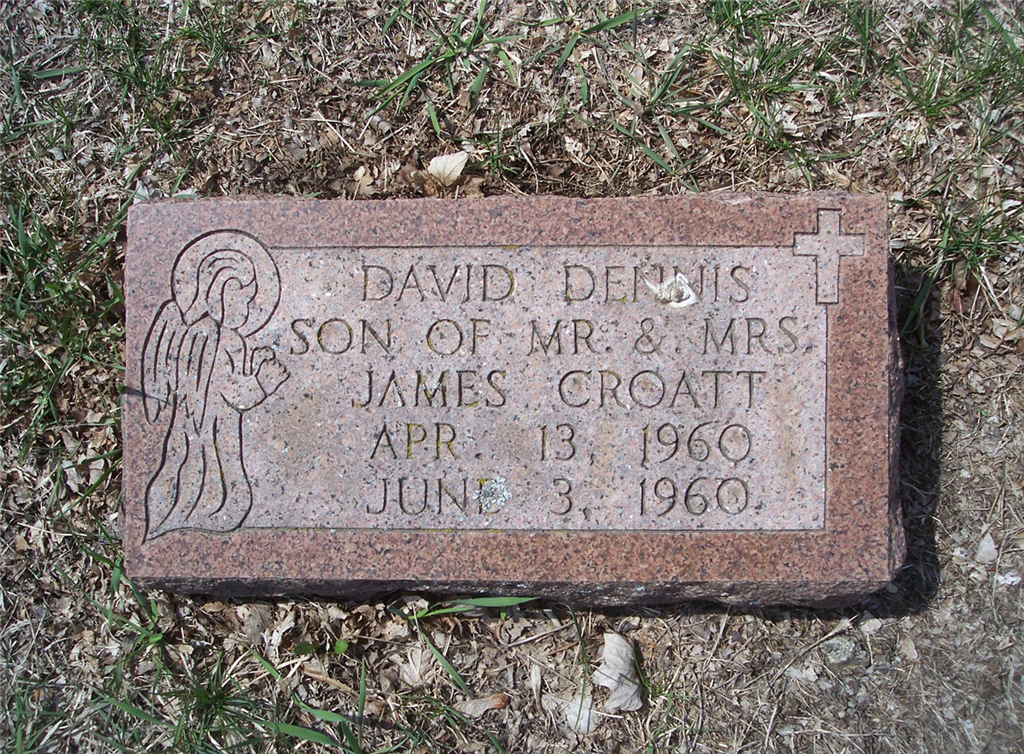 DAVID DENNIS
SON OF MR. & MRS.
JAMES CROATT
APR. 13, 1960
JUNE 3, 1960